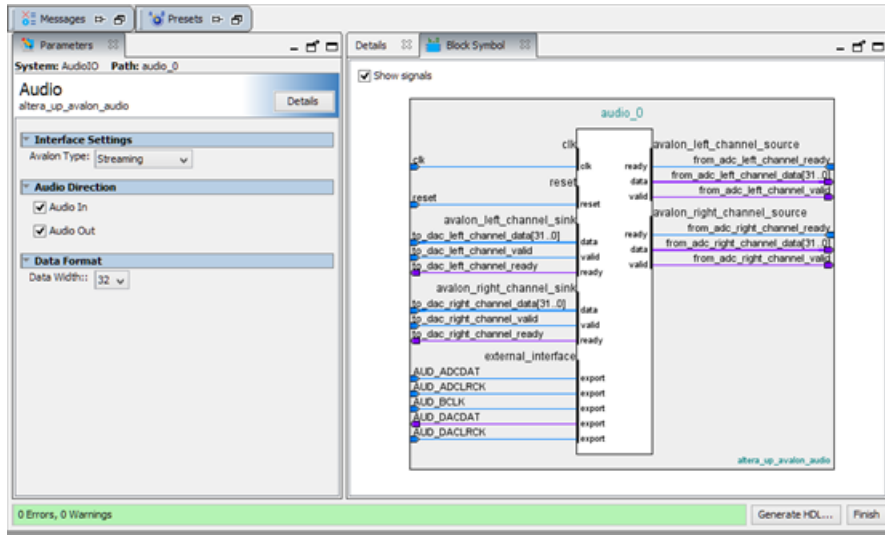 Messages
Presets
Parameters
System: AudioIO Path: audio_0
Audio
altera_up_avalon_audio
Details
Interface Settings
Avalon Type: Streaming
Audio Direction
Audio In
Audio Out
Data Format
Data Width:: 32
Details
Block Symbol
Show signals
audio_0
clk
clk
clk
reset
reset
reset
avalon_left_channel_sink
to_dac_left_channel_data[31..0]
data
to_dac_left_channel_valid
valid
to_dac_left_channel_ready
ready
avalon_right_channel_sink
to_dac_right_channel_data[31..0]
data
to_dac_right_channel_valid
valid
to_dac_right_channel_ready
ready
external_interface
AUD_ADCDAT
export
AUD_ADCLRCK
export
AUD_BCLK
export
AUD_DACDAT
export
AUD_DACLRCK
export
avalon_left_channel_source
ready
from_adc_left_channel_ready
data
from_adc_left_channel_data[31..0]
valid
from_adc_left_channel_valid
avalon_right_channel_source
ready
from_adc_right_channel_ready
data
from_adc_right_channel_data[31..0]
valid
from_adc_right_channel_valid
altera_up_avalon_audio
0 Errors, 0 Warnings
Generate HDL...
Finish